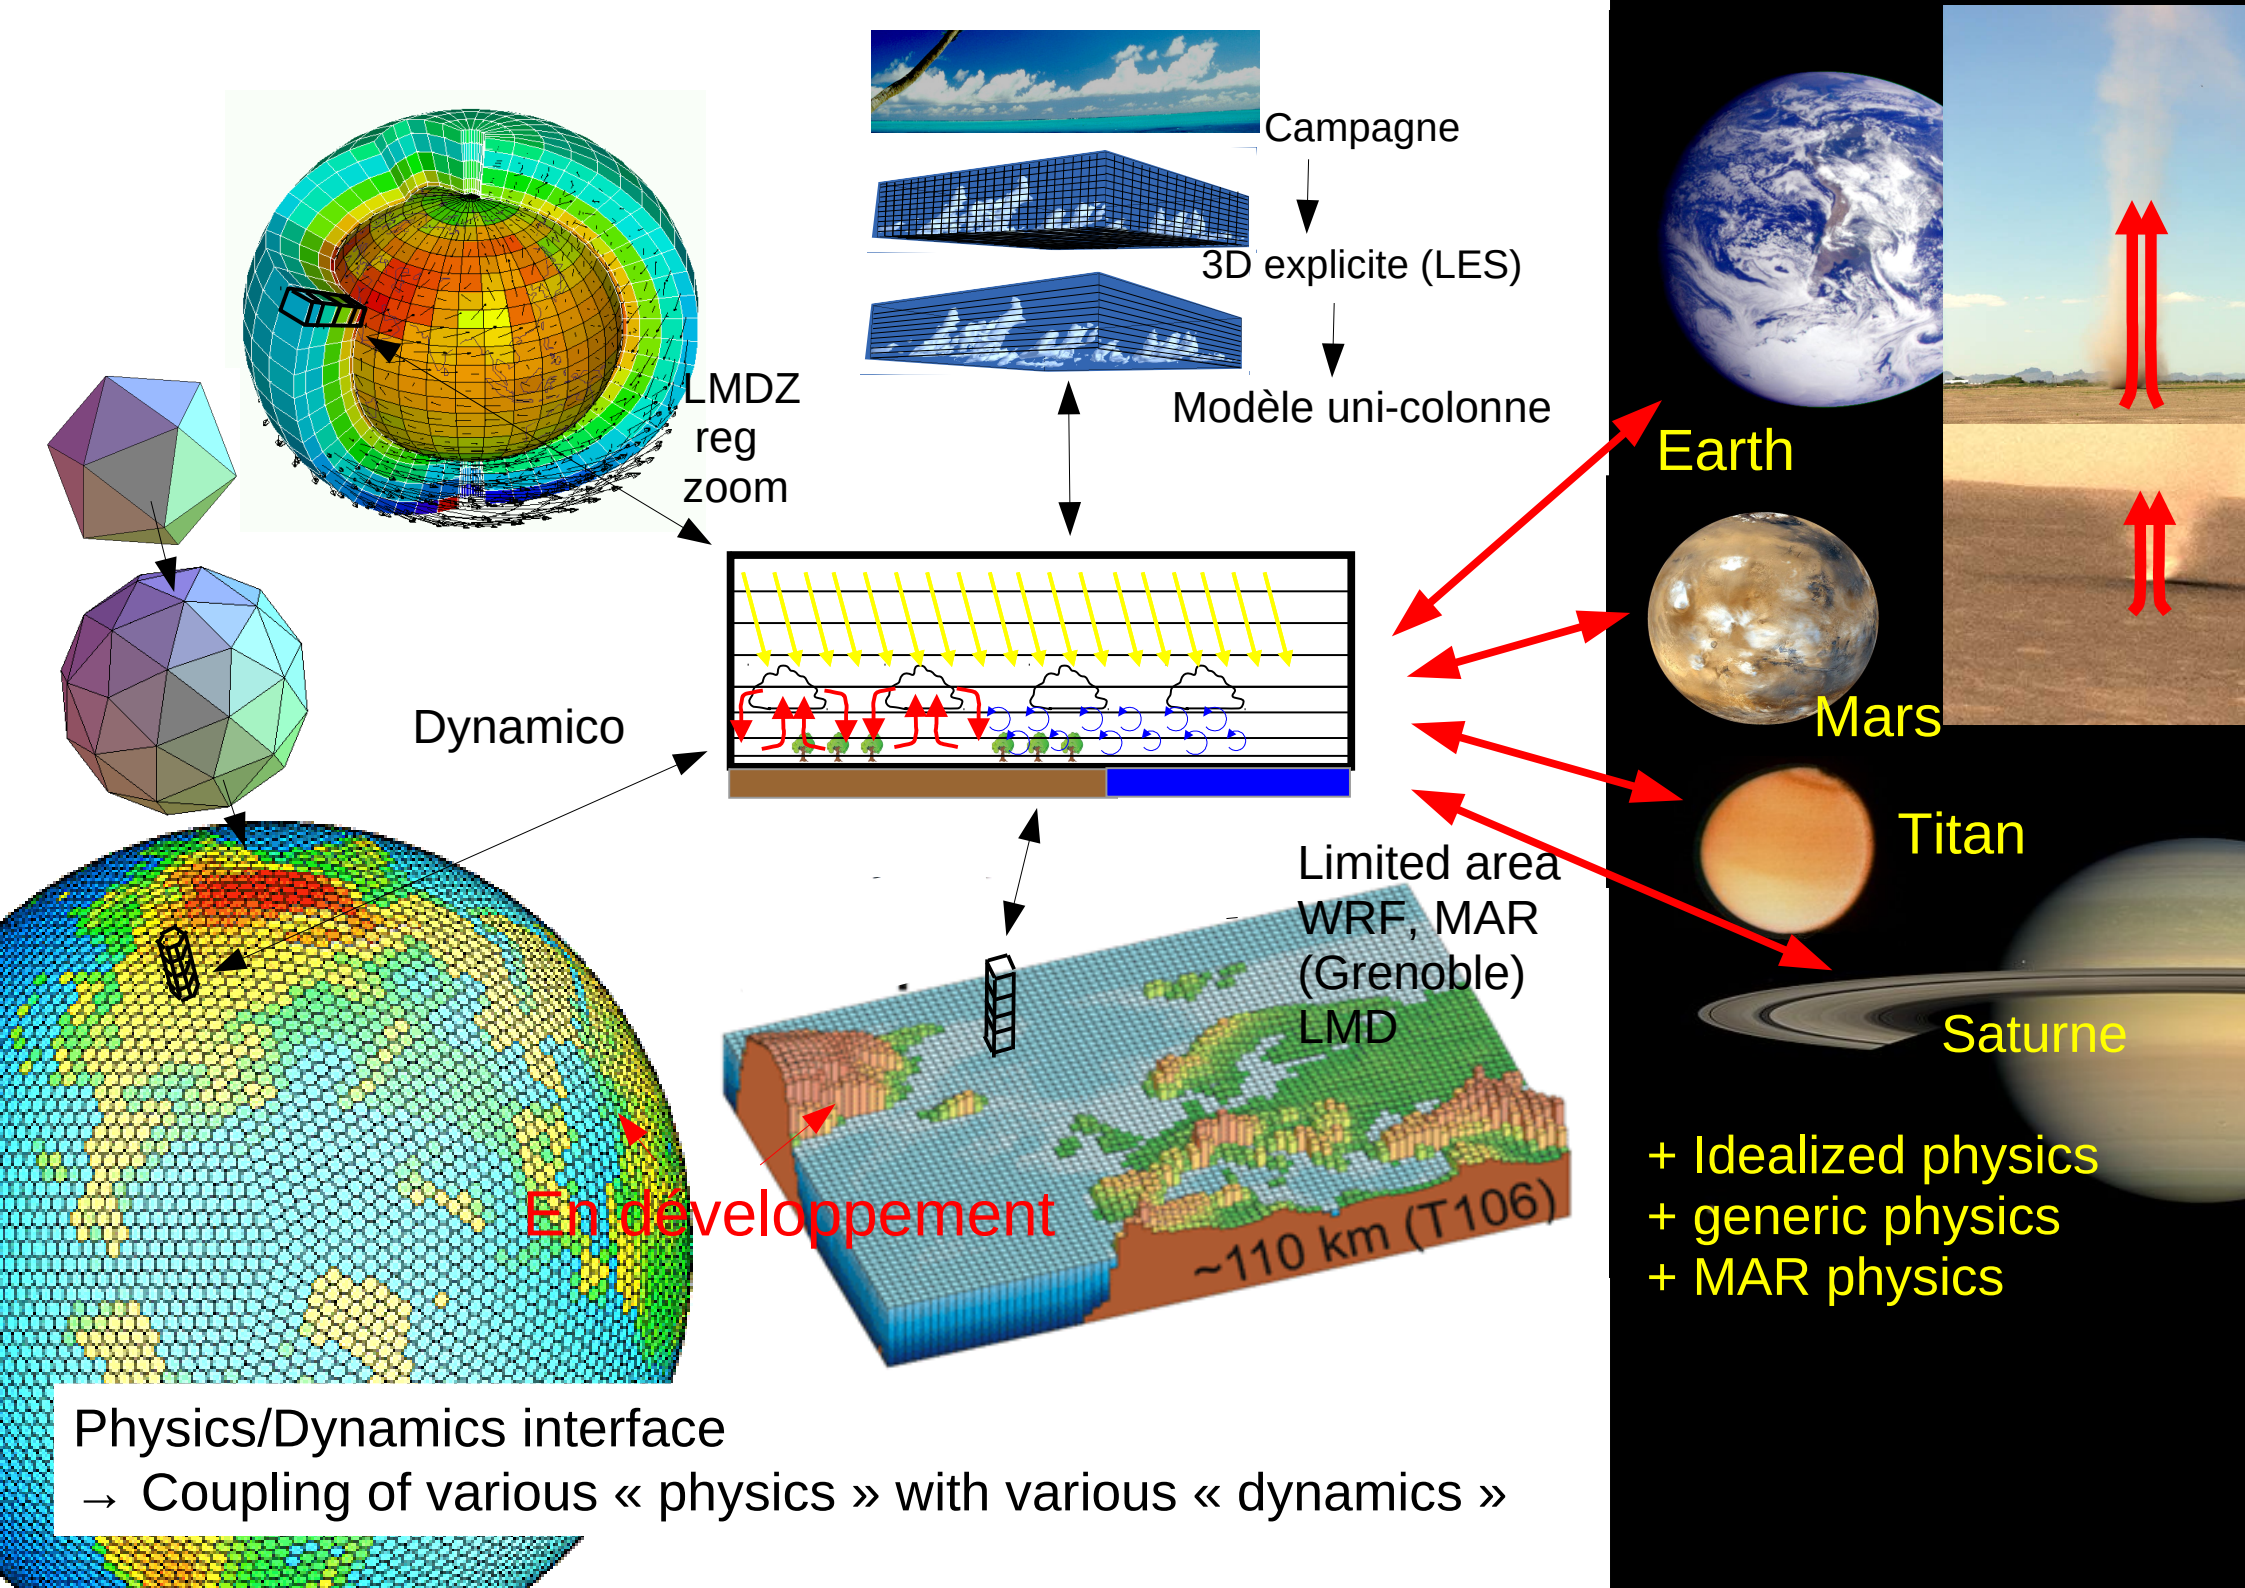 Campagne
3D explicite (LES)
Modèle uni-colonne
LMDZ
reg
zoom
Dynamico
Limited area
WRF, MAR
(Grenoble)
LMD
~110 km (T106)
En développement
Earth
Mars
Titan
Saturne
+ Idealized physics
+ generic physics
+ MAR physics
Physics/Dynamics interface
→ Coupling of various « physics » with various « dynamics »